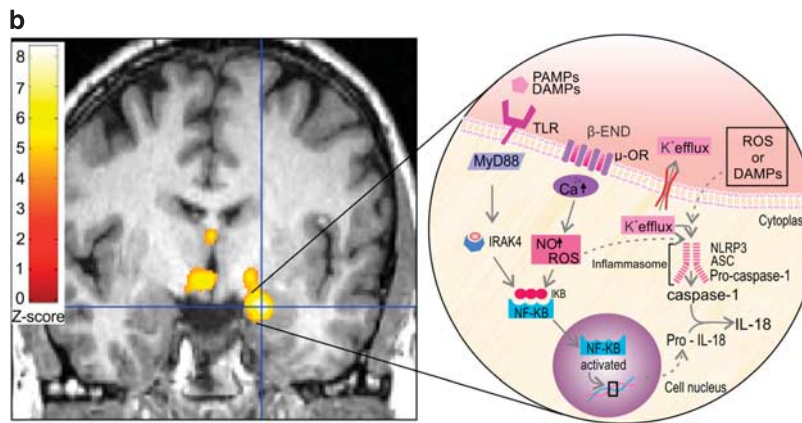 b
8
7
6
5
4
3
2
1
0
Z-score
PAMPs
DAMPs
TLR
β-END
μ-OR
K⁺efflux
ROS
or
DAMPs
MyD88
Ca
Cytoplas
K⁺efflux
IRAK4
NO
ROS
NLRP3
ASC
Pro-caspase-1
Inflammasome
IKB
NF-KB
caspase-1
IL-18
Pro - IL-18
NF-KB
activated
Cell nucleus